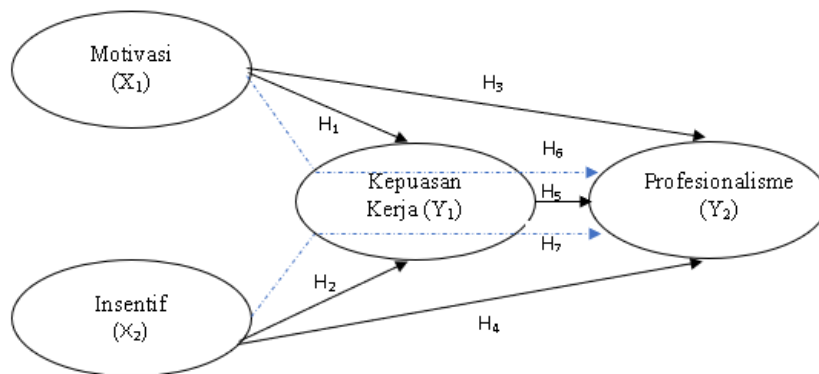 Motivasi
(X₁)
H₃
H₁
H₆
Kepuasan
Kerja (Y₁)
H₅
Profesionalisme
(Y₂)
H₇
H₂
Insentif
(X₂)
H₄